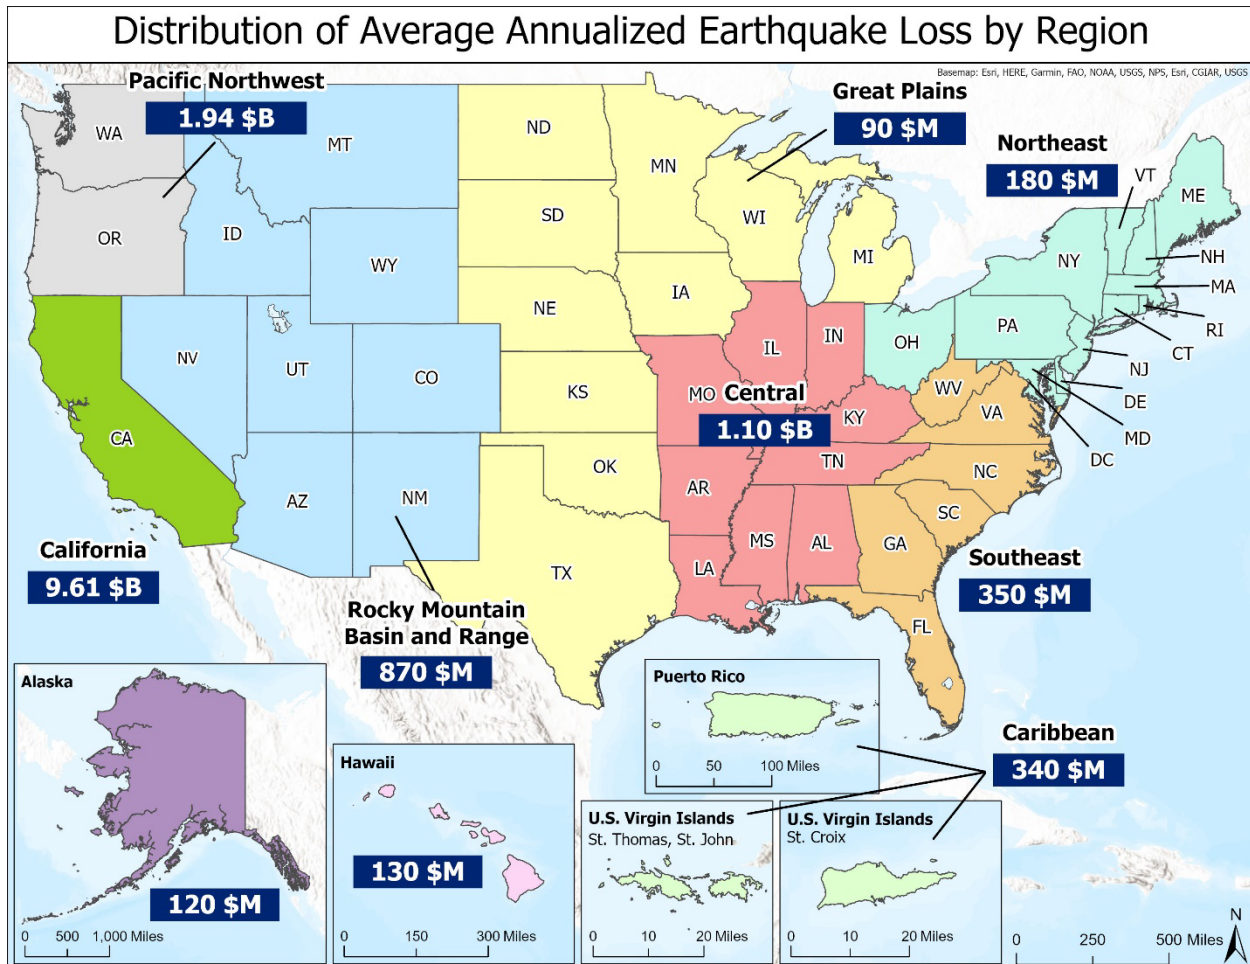 Distribution of Average Annualized Earthquake Loss by Region
Basemap: Esri, HERE, Garmin, FAO, NOAA, USGS, NPS, Esri, CGIAR, USGS
Pacific Northwest
1.94 $B
Great Plains
90 $M
Northeast
180 $M
WA
MT
ND
MN
VT
ME
OR
ID
SD
WI
WY
MI
NY
NH
MA
RI
CT
NE
IA
PA
NJ
NV
UT
CO
IL
IN
OH
DE
MD
DC
KS
MO
WV
VA
Central
1.10 $B
KY
CA
TN
NC
AZ
NM
OK
AR
SC
MS
AL
GA
California
9.61 $B
TX
LA
Southeast
350 $M
FL
Rocky Mountain
Basin and Range
870 $M
Alaska
120 $M
0 500 1,000 Miles
Hawaii
130 $M
0 150 300 Miles
Puerto Rico
0 50 100 Miles
Caribbean
340 $M
U.S. Virgin Islands
St. Thomas, St. John
0 10 20 Miles
U.S. Virgin Islands
St. Croix
0 10 20 Miles
N
0 250 500 Miles